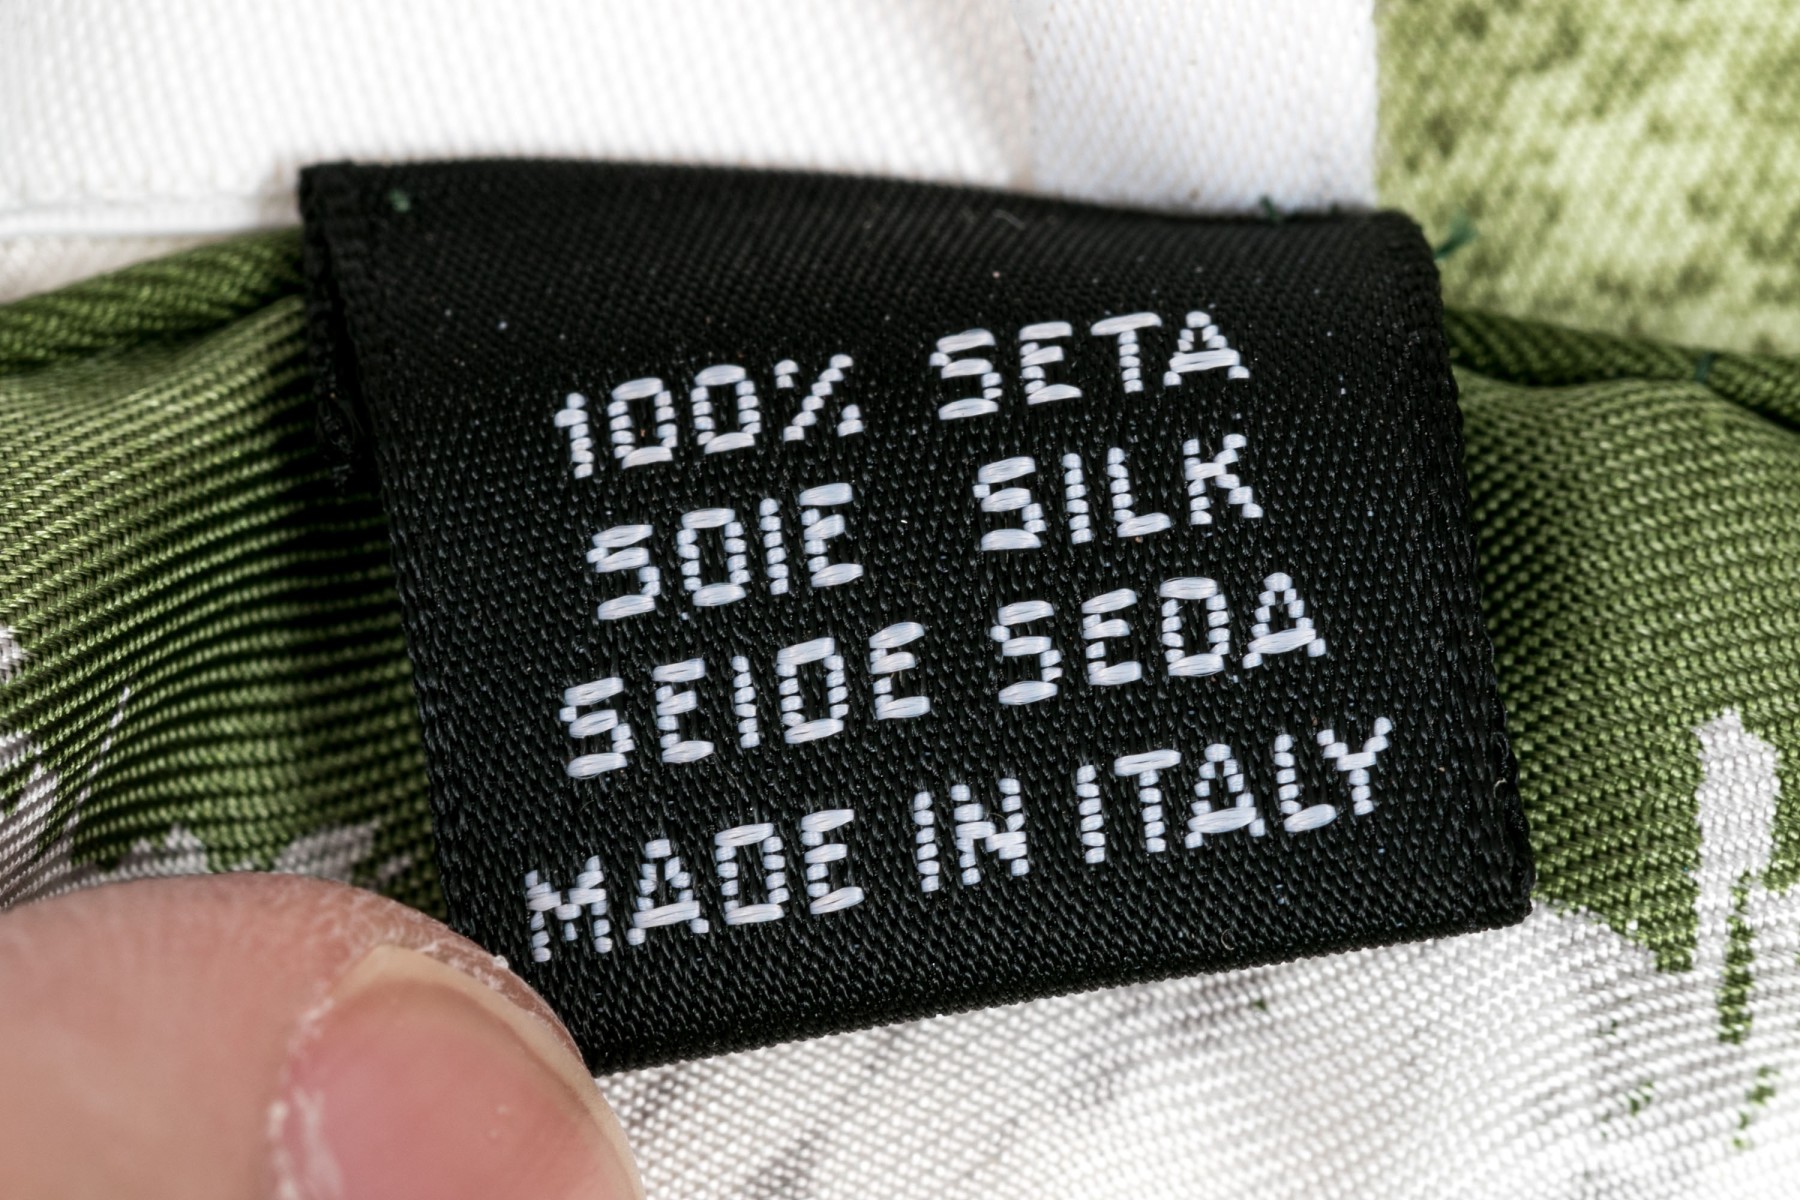 100% SETA
SOIE SILK
SEIDE SEDA
MADE IN ITALY